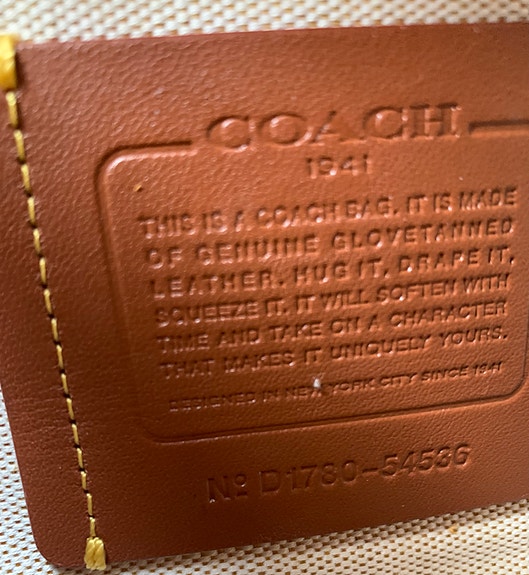 COACH
1941
THIS IS A COACH BAG. IT IS MADE
OF GENUINE GLOVETANNED
LEATHER. HUG IT, DRAPE IT,
SQUEEZE IT. IT WILL SOFTEN WITH
TIME AND TAKE ON A CHARACTER
THAT MAKES IT UNIQUELY YOURS.
DESIGNED IN NEW YORK CITY SINCE 1941
Nº D1780-54536